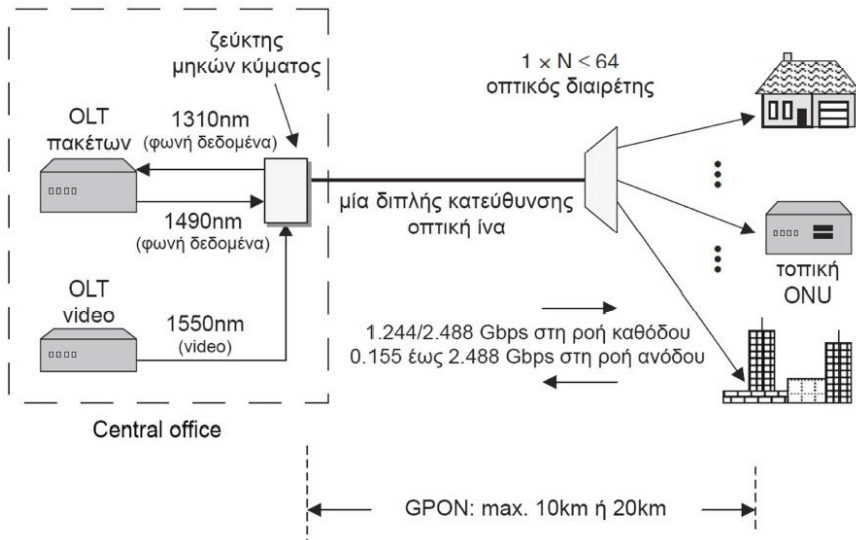 ζεύκτης
μηκών κύματος
OLT
πακέτων
1310nm
(φωνή δεδομένα)
1490nm
(φωνή δεδομένα)
OLT
video
1550nm
(video)
Central office
1 × N < 64
οπτικός διαιρέτης
μία διπλής κατεύθυνσης
οπτική ίνα
τοπική
ONU
1.244/2.488 Gbps στη ροή καθόδου
0.155 έως 2.488 Gbps στη ροή ανόδου
GPON: max. 10km ή 20km